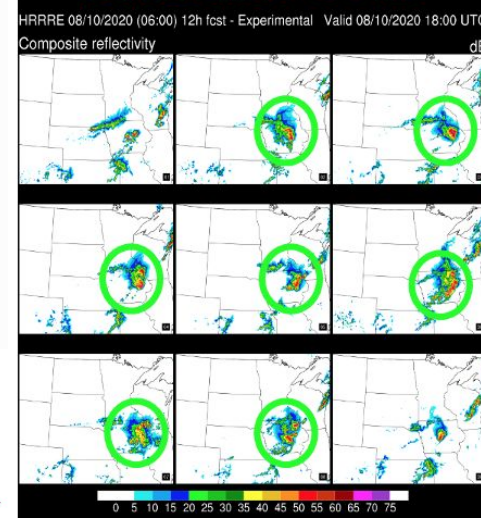 HRRRE 08/10/2020 (06:00) 12h fcst - Experimental Valid 08/10/2020 18:00 UTC
Composite reflectivity
0 5 10 15 20 25 30 35 40 45 50 55 60 65 70 75